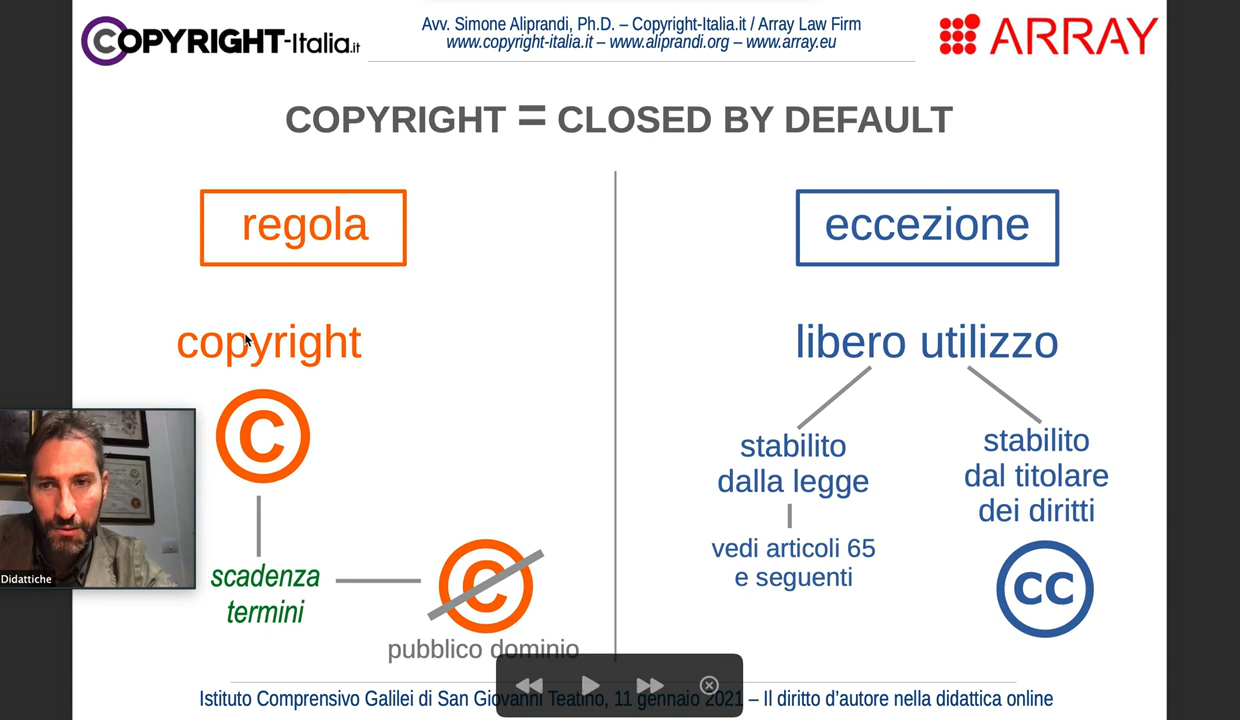 COPYRIGHT-Italia.it
Avv. Simone Aliprandi, Ph.D. – Copyright-Italia.it / Array Law Firm
www.copyright-italia.it – www.aliprandi.org – www.array.eu
ARRAY
COPYRIGHT = CLOSED BY DEFAULT
regola
copyright
C
scadenza
termini
C
pubblico dominio
eccezione
libero utilizzo
stabilito
dalla legge
vedi articoli 65
e seguenti
stabilito
dal titolare
dei diritti
CC
Didattiche
Istituto Comprensivo Galilei di San Giovanni Teatino, 11 gennaio 2021 – Il diritto d’autore nella didattica online